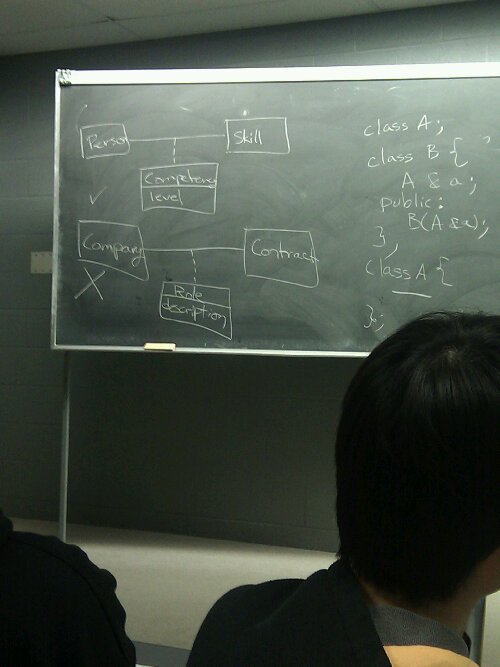 Person
Skill
Competency
level
Company
Contract
Role
description
class A;
class B {
A & a;
public:
B(A &a);
};
class A {
};